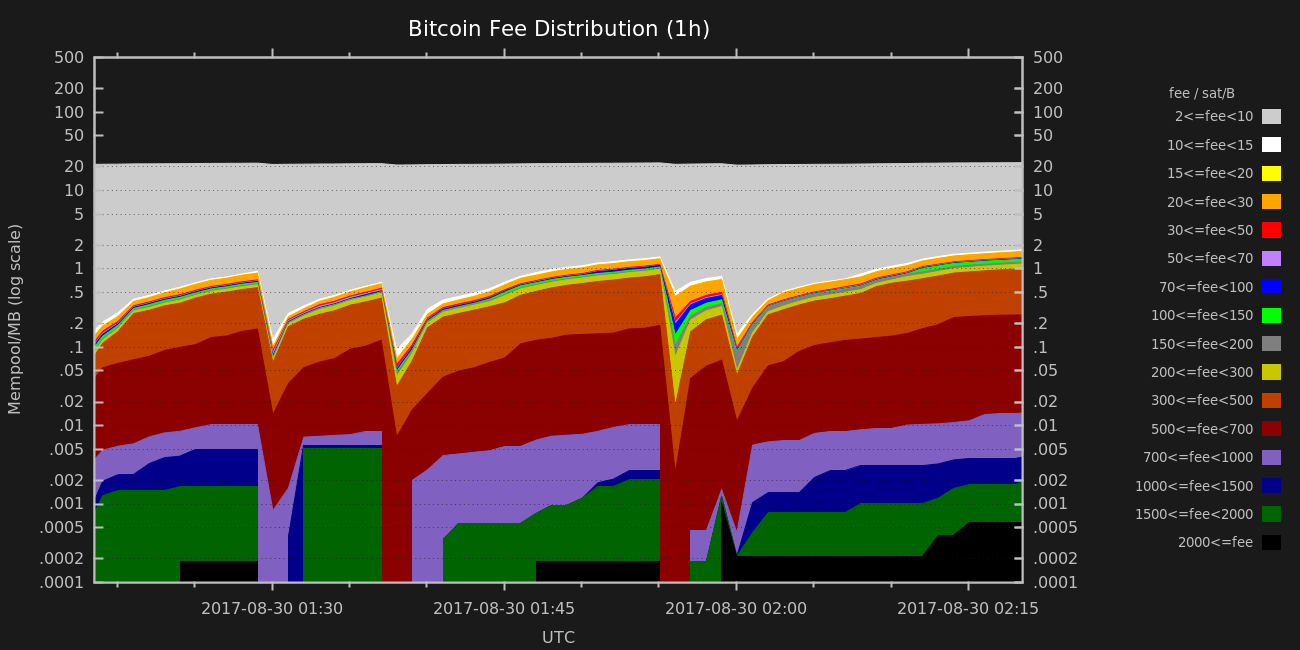 Bitcoin Fee Distribution (1h)
500 500
200 200
100 100
50 50
20 20
10 10
5 5
2 2
1 1
.5 .5
.2 .2
.1 .1
.05 .05
.02 .02
.01 .01
.005 .005
.002 .002
.001 .001
.0005 .0005
.0002 .0002
.0001 .0001
Mempool/MB (log scale)
2017-08-30 01:30 2017-08-30 01:45 2017-08-30 02:00 2017-08-30 02:15
UTC
fee / sat/B
2<=fee<10
10<=fee<15
15<=fee<20
20<=fee<30
30<=fee<50
50<=fee<70
70<=fee<100
100<=fee<150
150<=fee<200
200<=fee<300
300<=fee<500
500<=fee<700
700<=fee<1000
1000<=fee<1500
1500<=fee<2000
2000<=fee